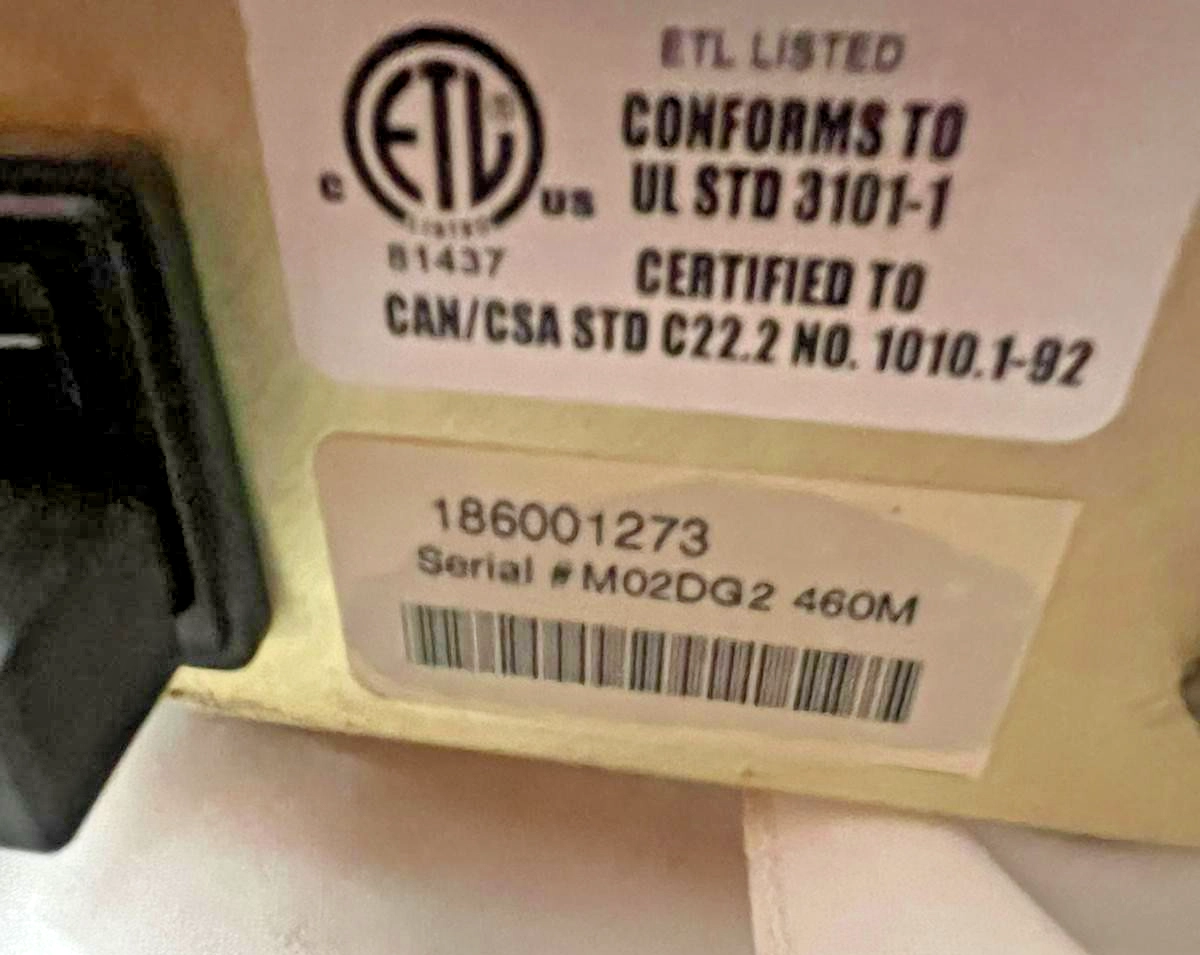 ETL LISTED
CONFORMS TO
UL STD 3101-1
ETL ®
C US
LISTED
81437
CERTIFIED TO
CAN/CSA STD C22.2 NO. 1010.1-92
186001273
Serial # M02DG2 460M